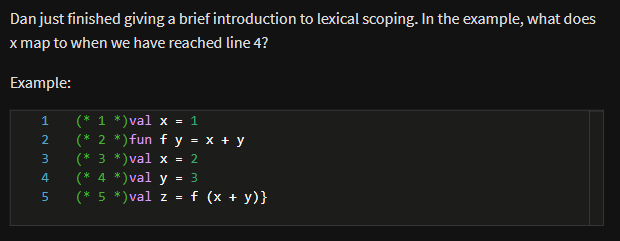 Dan just finished giving a brief introduction to lexical scoping. In the example, what does
x map to when we have reached line 4?
Example:
1 (* 1 *)val x = 1
2 (* 2 *)fun f y = x + y
3 (* 3 *)val x = 2
4 (* 4 *)val y = 3
5 (* 5 *)val z = f (x + y)}